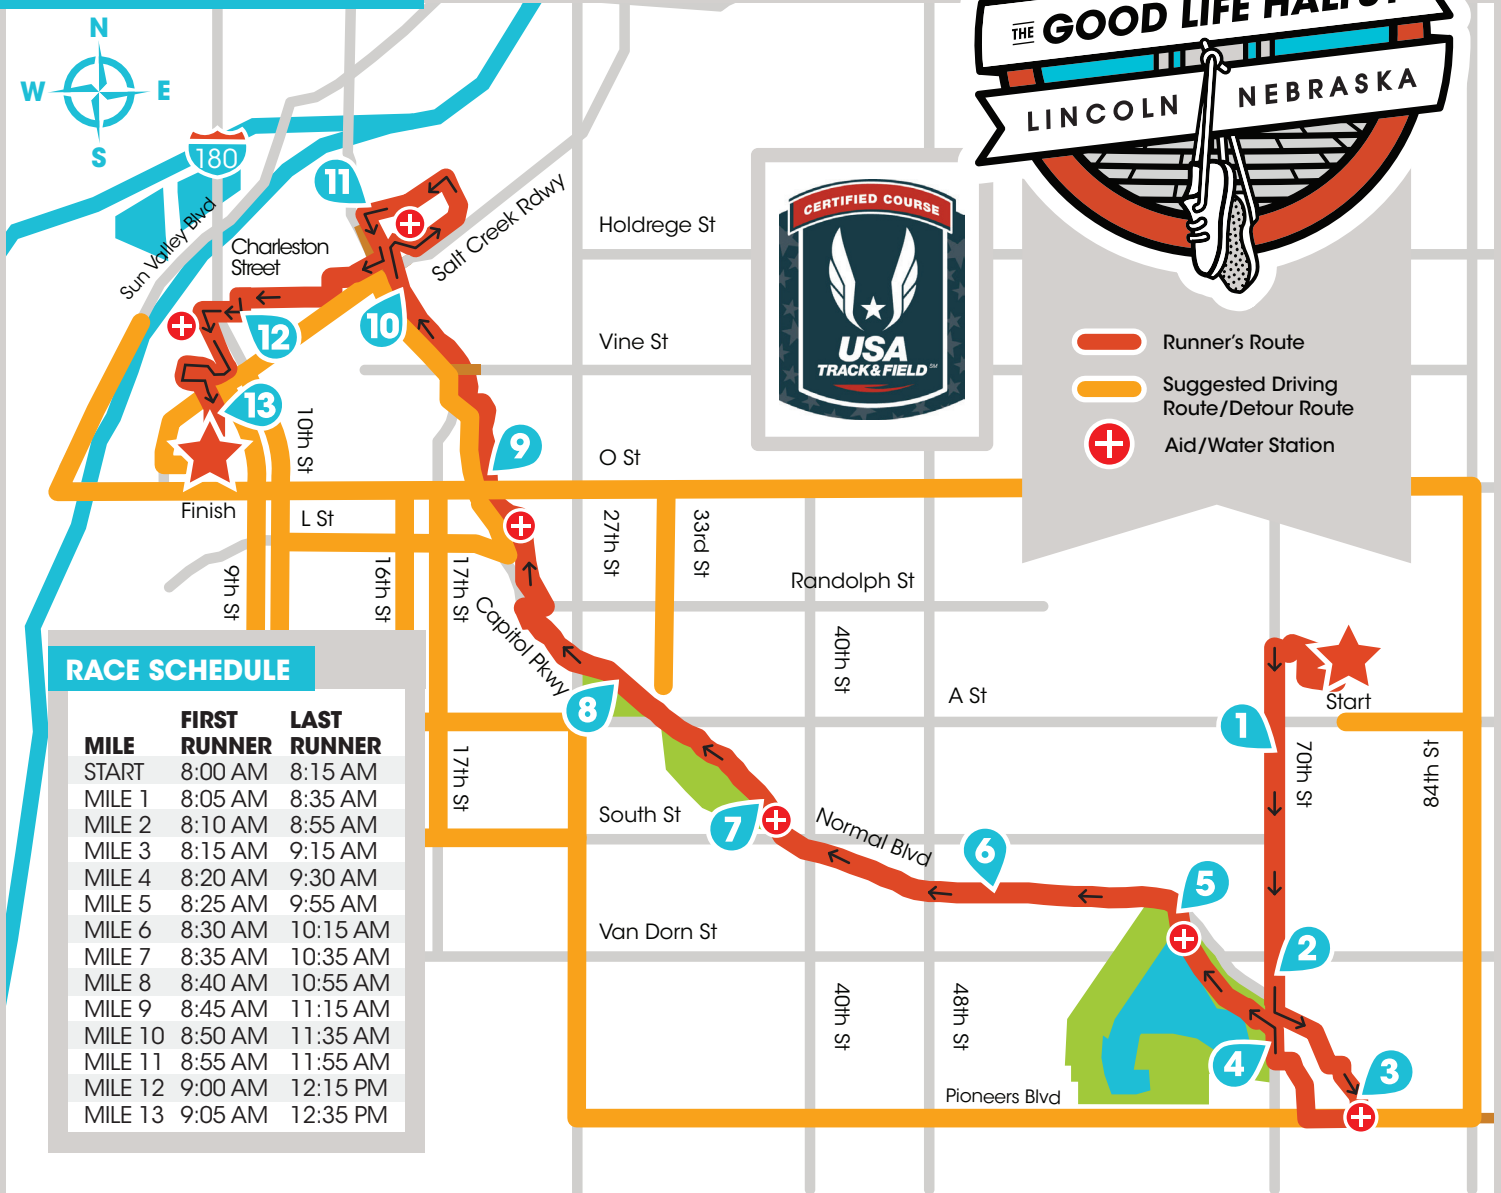 THE GOOD LIFE HALFSY
LINCOLN NEBRASKA
N
W E
S
180
11
Sun Valley Blvd
Charleston
Street
Salt Creek Rdwy
Holdrege St
CERTIFIED COURSE
USA
TRACK & FIELD
SM
10
12
Vine St
13
10th St
9
O St
Runner's Route
Suggested Driving
Route/Detour Route
Aid/Water Station
Finish
L St
27th St
33rd St
9th St
16th St
17th St
Randolph St
Capitol Pkwy
40th St
A St
8
Start
1
70th St
84th St
17th St
South St
7
Normal Blvd
6
5
Van Dorn St
2
40th St
48th St
4
3
Pioneers Blvd
RACE SCHEDULE
FIRST LAST
MILE RUNNER RUNNER
START 8:00 AM 8:15 AM
MILE 1 8:05 AM 8:35 AM
MILE 2 8:10 AM 8:55 AM
MILE 3 8:15 AM 9:15 AM
MILE 4 8:20 AM 9:30 AM
MILE 5 8:25 AM 9:55 AM
MILE 6 8:30 AM 10:15 AM
MILE 7 8:35 AM 10:35 AM
MILE 8 8:40 AM 10:55 AM
MILE 9 8:45 AM 11:15 AM
MILE 10 8:50 AM 11:35 AM
MILE 11 8:55 AM 11:55 AM
MILE 12 9:00 AM 12:15 PM
MILE 13 9:05 AM 12:35 PM